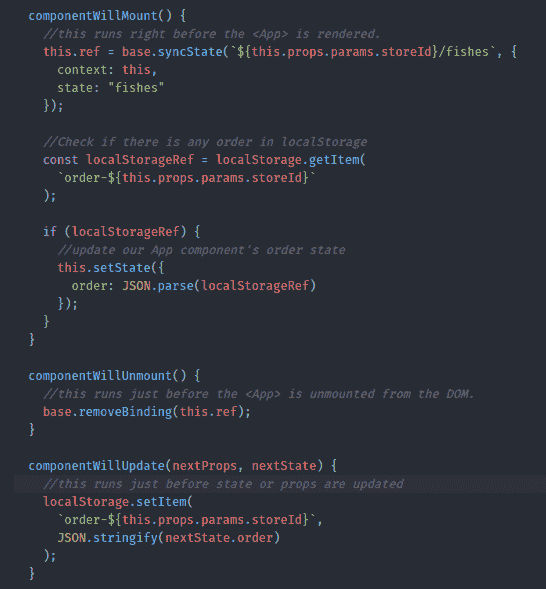 componentWillMount() {
  //this runs right before the <App> is rendered.
  this.ref = base.syncState(`${this.props.params.storeId}/fishes`, {
    context: this,
    state: "fishes"
  });

  //Check if there is any order in localStorage
  const localStorageRef = localStorage.getItem(
    `order-${this.props.params.storeId}`
  );

  if (localStorageRef) {
    //update our App component's order state
    this.setState({
      order: JSON.parse(localStorageRef)
    });
  }
}

componentWillUnmount() {
  //this runs just before the <App> is unmounted from the DOM.
  base.removeBinding(this.ref);
}

componentWillUpdate(nextProps, nextState) {
  //this runs just before state or props are updated
  localStorage.setItem(
    `order-${this.props.params.storeId}`,
    JSON.stringify(nextState.order)
  );
}